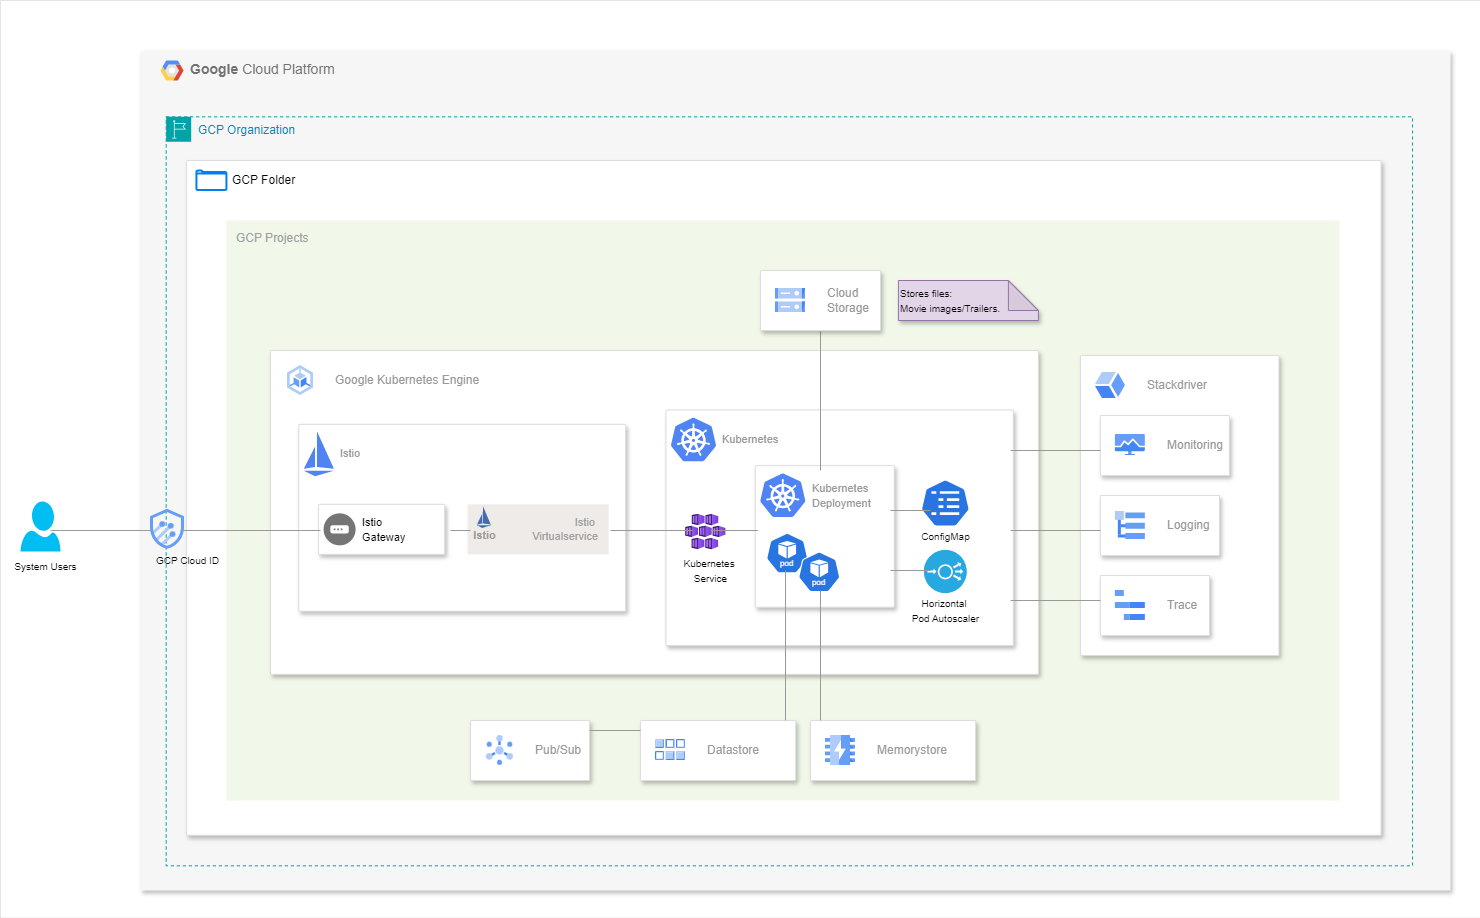 Google Cloud Platform
GCP Organization
GCP Folder
GCP Projects
Cloud
Storage
Stores files:
Movie images/Trailers.
Google Kubernetes Engine
Stackdriver
Istio
Kubernetes
Monitoring
Kubernetes
Deployment
Istio
Gateway
Istio
Istio
Virtualservice
ConfigMap
Logging
System Users
GCP Cloud ID
Kubernetes
Service
pod
pod
Horizontal
Pod Autoscaler
Trace
Pub/Sub
Datastore
Memorystore